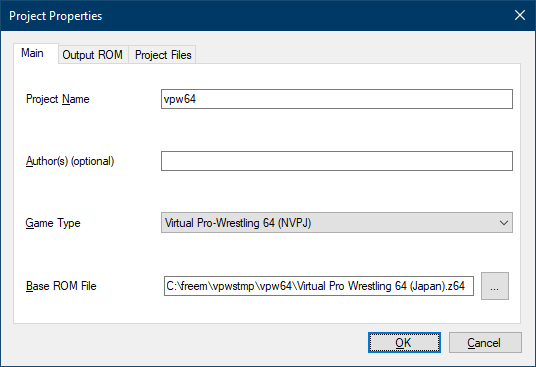 Project Properties
Main Output ROM Project Files
Project Name vpw64
Author(s) (optional)
Game Type Virtual Pro-Wrestling 64 (NVPJ)
Base ROM File C:\freem\vpwstmp\vpw64\Virtual Pro Wrestling 64 (Japan).z64 ...
OK Cancel